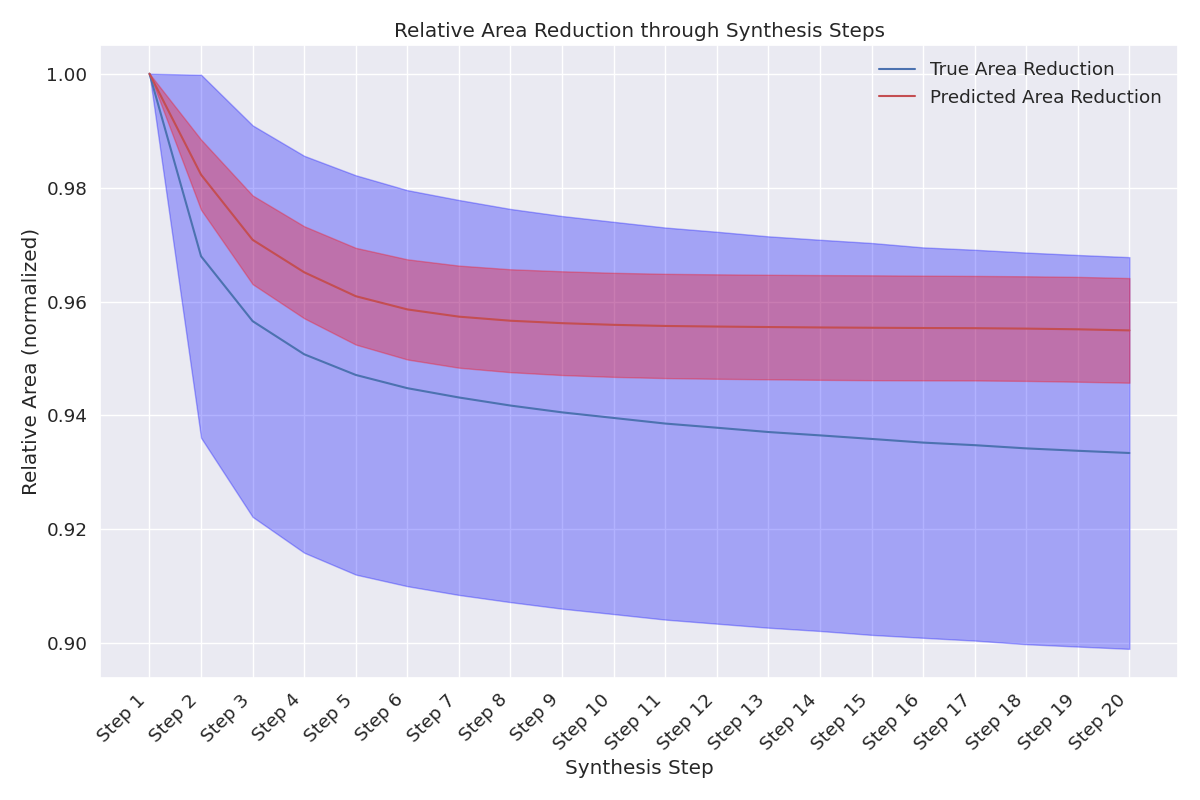 Relative Area Reduction through Synthesis Steps
True Area Reduction
Predicted Area Reduction
Relative Area (normalized)
1.00
0.98
0.96
0.94
0.92
0.90
Step 1
Step 2
Step 3
Step 4
Step 5
Step 6
Step 7
Step 8
Step 9
Step 10
Step 11
Step 12
Step 13
Step 14
Step 15
Step 16
Step 17
Step 18
Step 19
Step 20
Synthesis Step